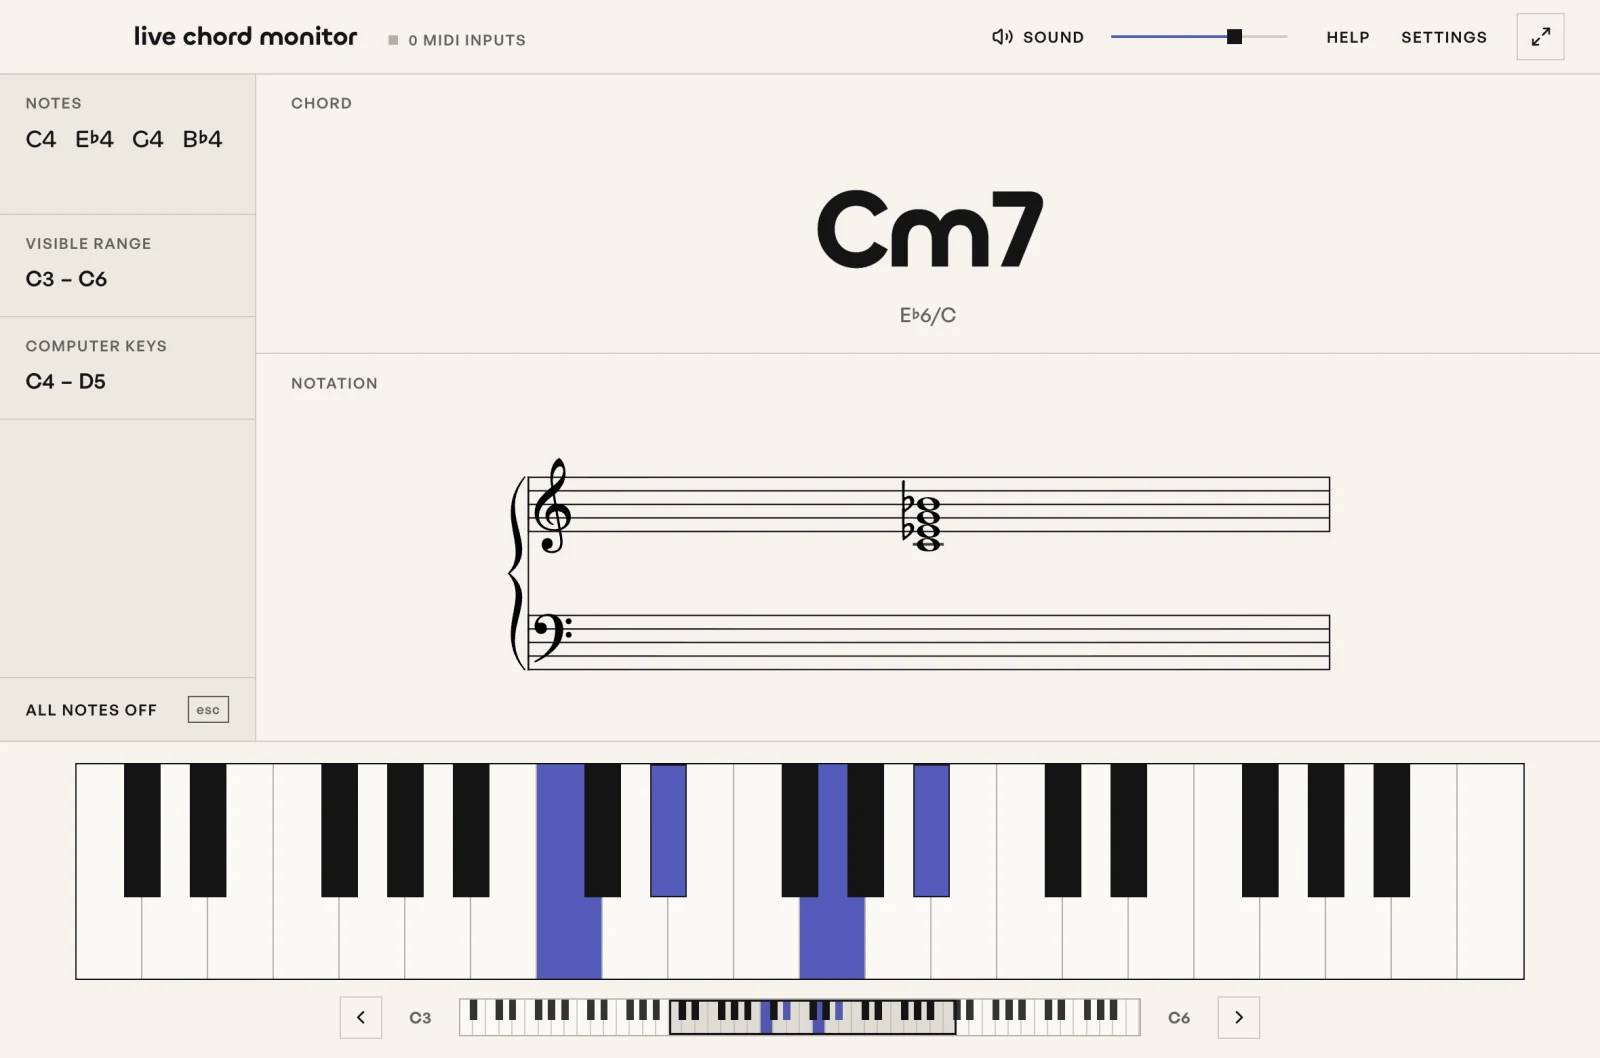 live chord monitor
0 MIDI INPUTS
SOUND
HELP
SETTINGS
NOTES
C4 E♭4 G4 B♭4
VISIBLE RANGE
C3 – C6
COMPUTER KEYS
C4 – D5
ALL NOTES OFF
esc
CHORD
Cm7
E♭6/C
NOTATION
C3
C6